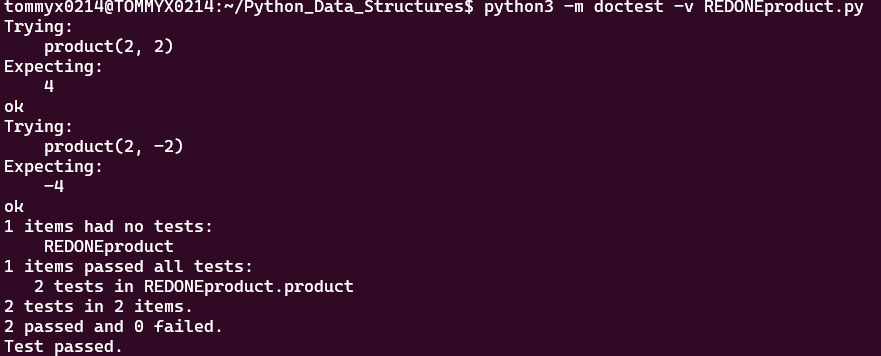 tommyx0214@TOMMYX0214:~/Python_Data_Structures$ python3 -m doctest -v REDONEproduct.py
Trying:
    product(2, 2)
Expecting:
    4
ok
Trying:
    product(2, -2)
Expecting:
    -4
ok
1 items had no tests:
    REDONEproduct
1 items passed all tests:
   2 tests in REDONEproduct.product
2 tests in 2 items.
2 passed and 0 failed.
Test passed.